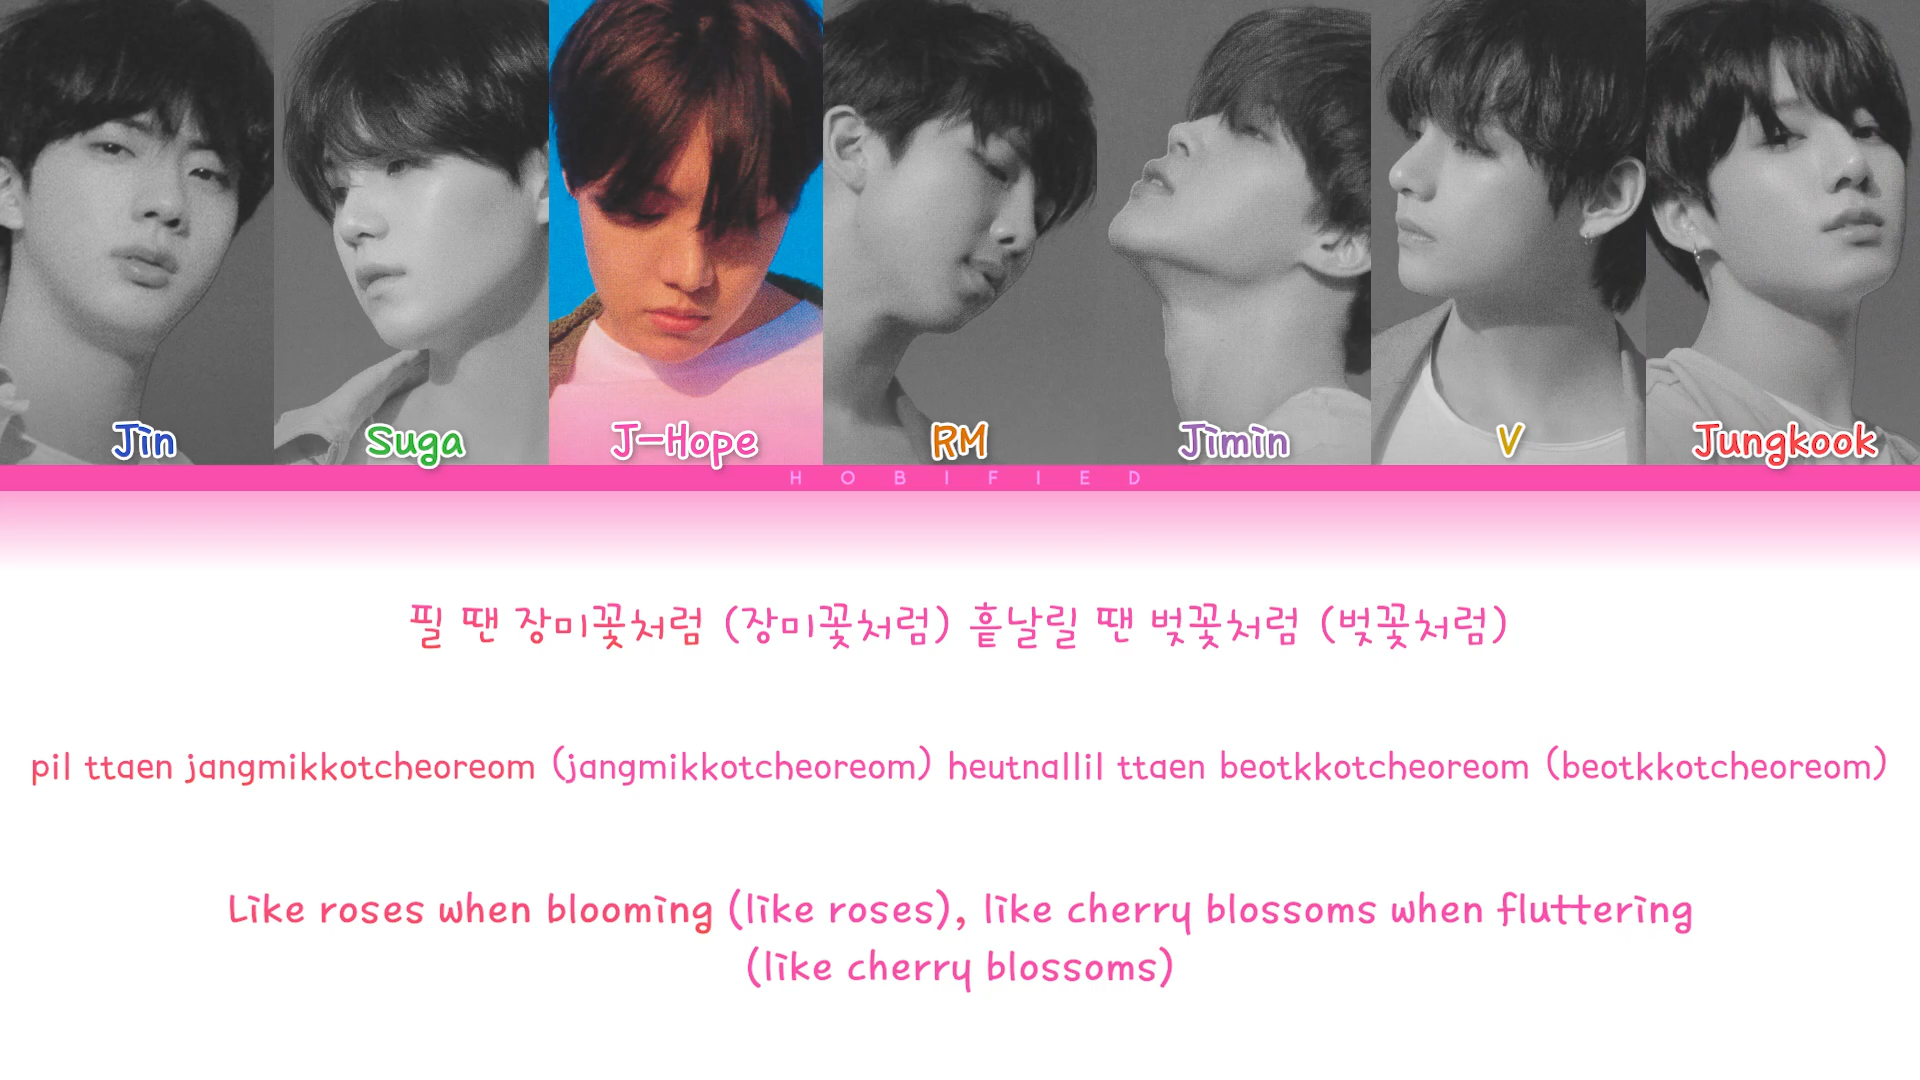 Jin
Suga
J-Hope
RM
Jimin
V
Jungkook
HOBIFIED
필 땐 장미꽃처럼 (장미꽃처럼) 흩날릴 땐 벚꽃처럼 (벚꽃처럼)
pil ttaen jangmikkotcheoreom (jangmikkotcheoreom) heutnallil ttaen beotkkotcheoreom (beotkkotcheoreom)
Like roses when blooming (like roses), like cherry blossoms when fluttering
(like cherry blossoms)